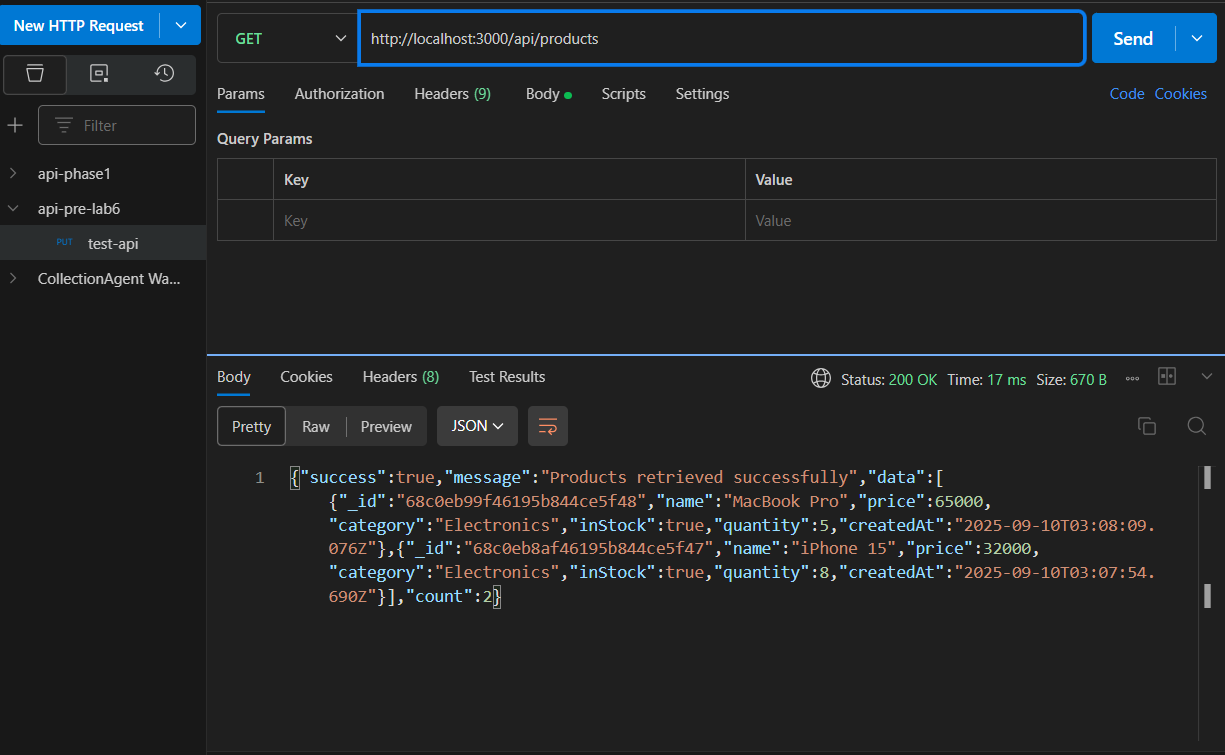 New HTTP Request
GET
http://localhost:3000/api/products
Send
Params Authorization Headers (9) Body Scripts Settings Code Cookies
Filter
Query Params
Key Value
Key Value
api-phase1
api-pre-lab6
PUT test-api
CollectionAgent Wa...
Body Cookies Headers (8) Test Results Status: 200 OK Time: 17 ms Size: 670 B
Pretty Raw Preview JSON
1 {"success":true,"message":"Products retrieved successfully","data":[
{"_id":"68c0eb99f46195b844ce5f48","name":"MacBook Pro","price":65000,
"category":"Electronics","inStock":true,"quantity":5,"createdAt":"2025-09-10T03:08:09.
076Z"},{"_id":"68c0eb8af46195b844ce5f47","name":"iPhone 15","price":32000,
"category":"Electronics","inStock":true,"quantity":8,"createdAt":"2025-09-10T03:07:54.
690Z"}],"count":2}